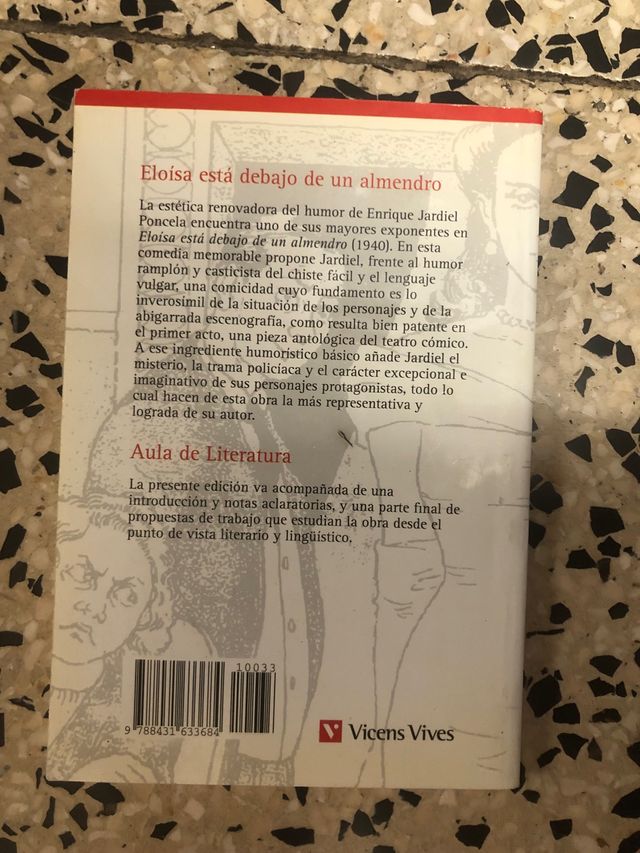 Eloísa está debajo de un almendro
La estética renovadora del humor de Enrique Jardiel
Poncela encuentra uno de sus mayores exponentes en
Eloísa está debajo de un almendro (1940). En esta
comedia memorable propone Jardiel, frente al humor
ramplón y casticista del chiste fácil y el lenguaje
vulgar, una comicidad cuyo fundamento es lo
inverosímil de la situación de los personajes y de la
abigarrada escenografía, como resulta bien patente en
el primer acto, una pieza antológica del teatro cómico.
A ese ingrediente humorístico básico añade Jardiel el
misterio, la trama policíaca y el carácter excepcional e
imaginativo de sus personajes protagonistas, todo lo
cual hacen de esta obra la más representativa y
lograda de su autor.
Aula de Literatura
La presente edición va acompañada de una
introducción y notas aclaratorias, y una parte final de
propuestas de trabajo que estudian la obra desde el
punto de vista literario y lingüístico.
10033
9 788431 633684
Vicens Vives